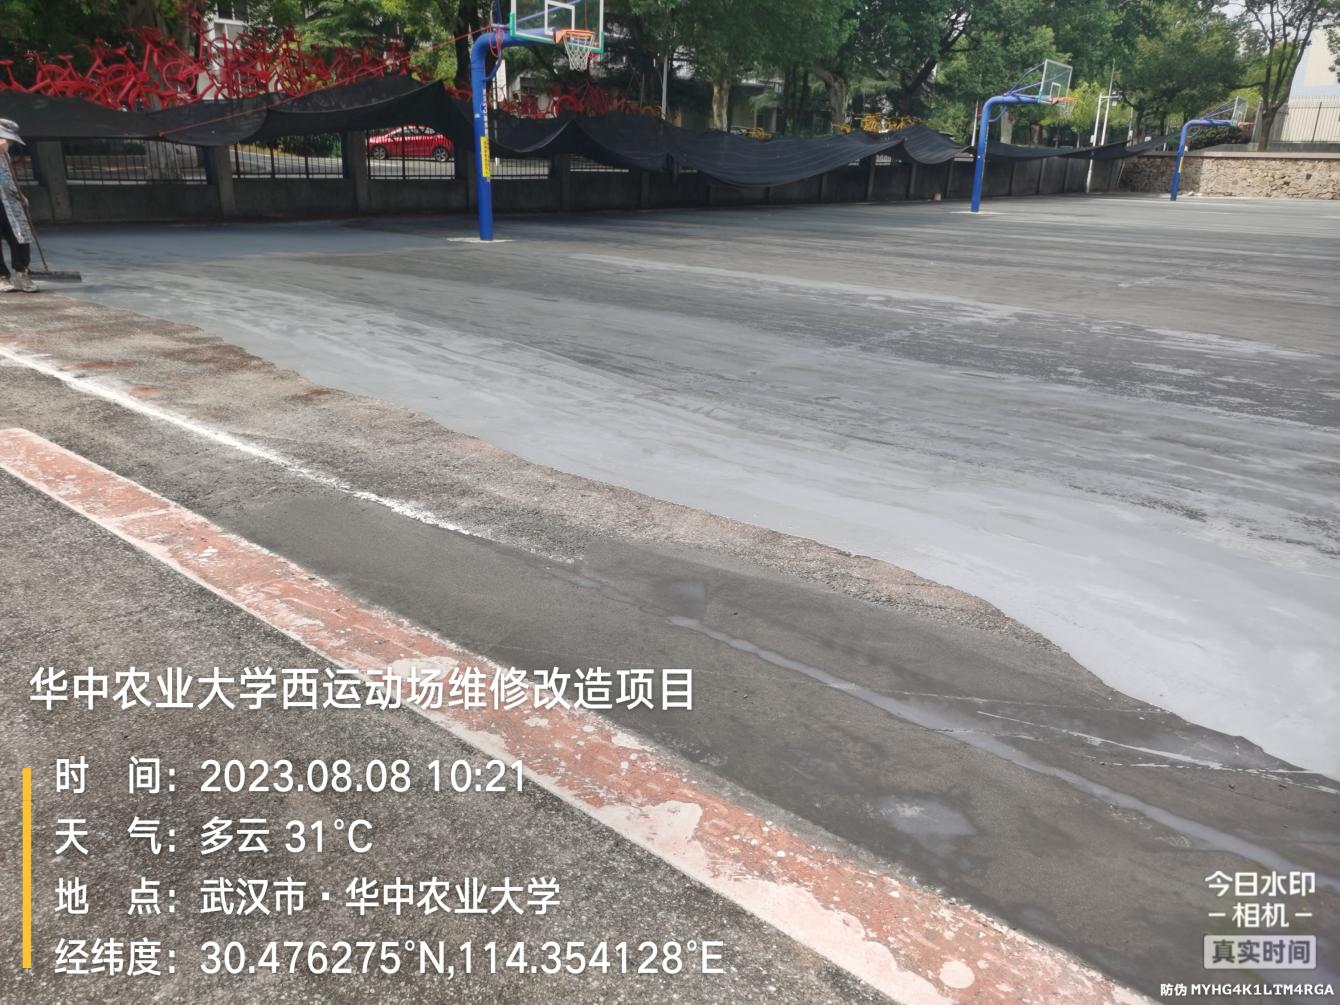 华中农业大学西运动场维修改造项目
时 间：2023.08.08 10:21
天 气：多云 31℃
地 点：武汉市·华中农业大学
经纬度：30.476275°N,114.354128°E
今日水印
相机
真实时间
防伪 MYHG4K1LTM4RGA